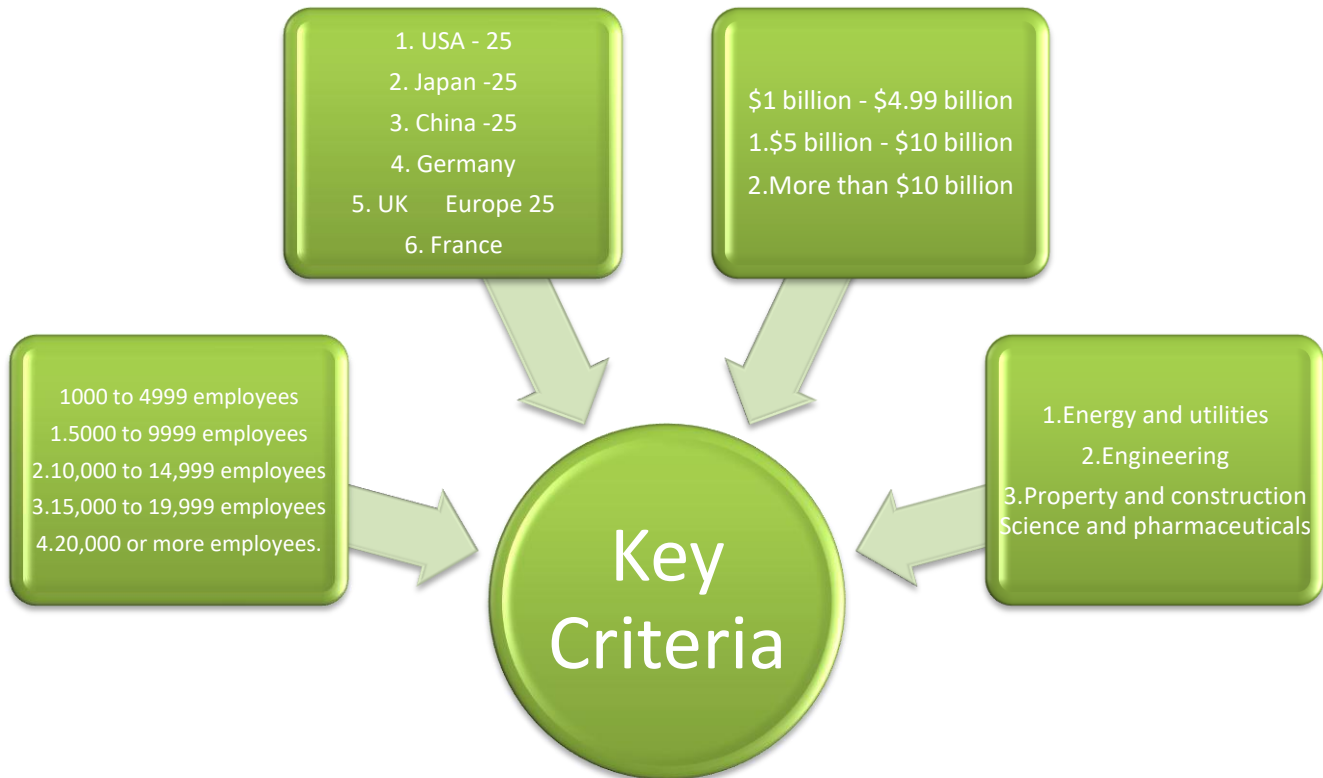 1. USA - 25
2. Japan -25
3. China -25
4. Germany
5. UK Europe 25
6. France
$1 billion - $4.99 billion
1.$5 billion - $10 billion
2.More than $10 billion
1000 to 4999 employees
1.5000 to 9999 employees
2.10,000 to 14,999 employees
3.15,000 to 19,999 employees
4.20,000 or more employees.
1.Energy and utilities
2.Engineering
3.Property and construction
Science and pharmaceuticals
Key
Criteria